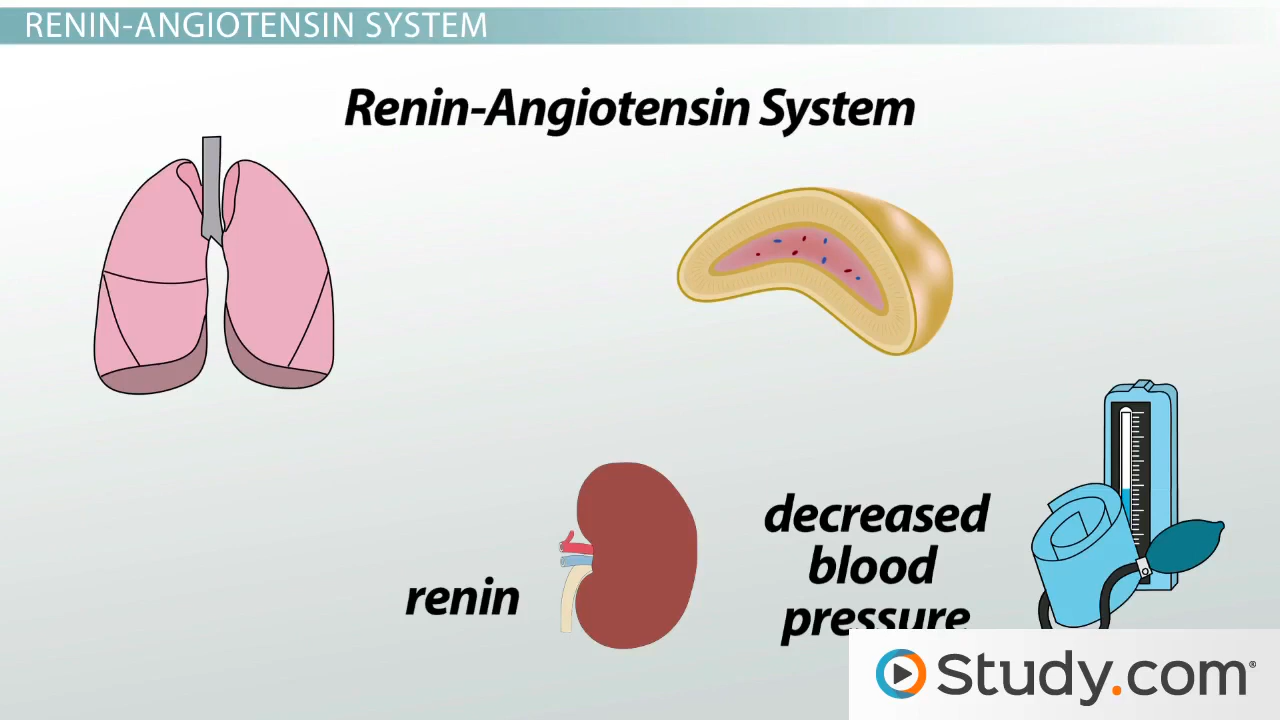 RENIN-ANGIOTENSIN SYSTEM
Renin-Angiotensin System
renin
decreased
blood
pressure
Study.com®